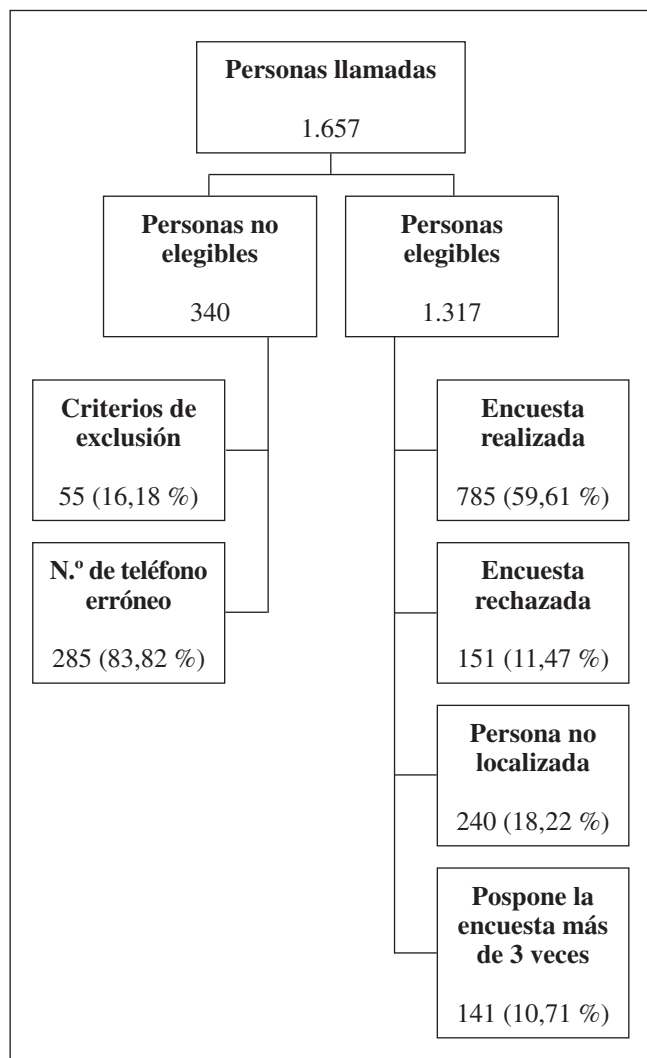 Personas llamadas
1.657
Personas no
elegibles
340
Personas
elegibles
1.317
Criterios de
exclusión
55 (16,18 %)
N.º de teléfono
erróneo
285 (83,82 %)
Encuesta
realizada
785 (59,61 %)
Encuesta
rechazada
151 (11,47 %)
Persona no
localizada
240 (18,22 %)
Pospone la
encuesta más
de 3 veces
141 (10,71 %)